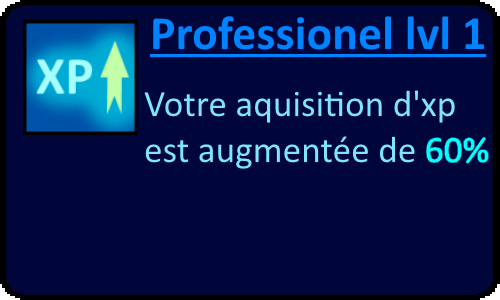 Professionel lvl 1
XP
Votre aquisition d'xp
est augmentée de 60%